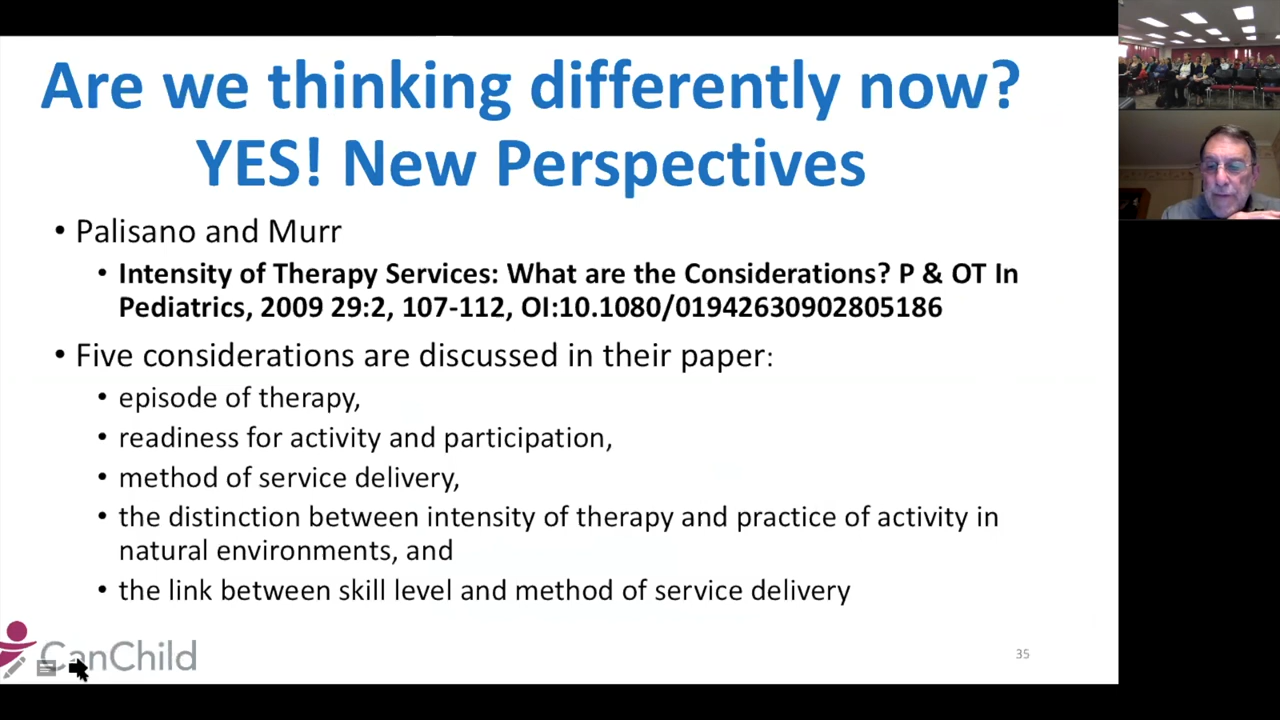 Are we thinking differently now?
YES! New Perspectives
• Palisano and Murr
• Intensity of Therapy Services: What are the Considerations? P & OT In
Pediatrics, 2009 29:2, 107-112, OI:10.1080/01942630902805186
• Five considerations are discussed in their paper:
• episode of therapy,
• readiness for activity and participation,
• method of service delivery,
• the distinction between intensity of therapy and practice of activity in
natural environments, and
• the link between skill level and method of service delivery
CanChild
35